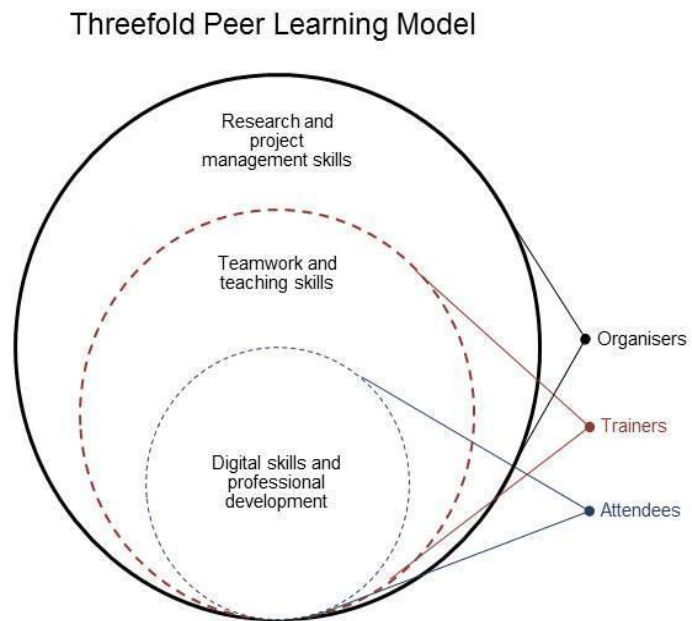 Threefold Peer Learning Model
Research and
project
management skills
Teamwork and
teaching skills
Digital skills and
professional
development
Organisers
Trainers
Attendees